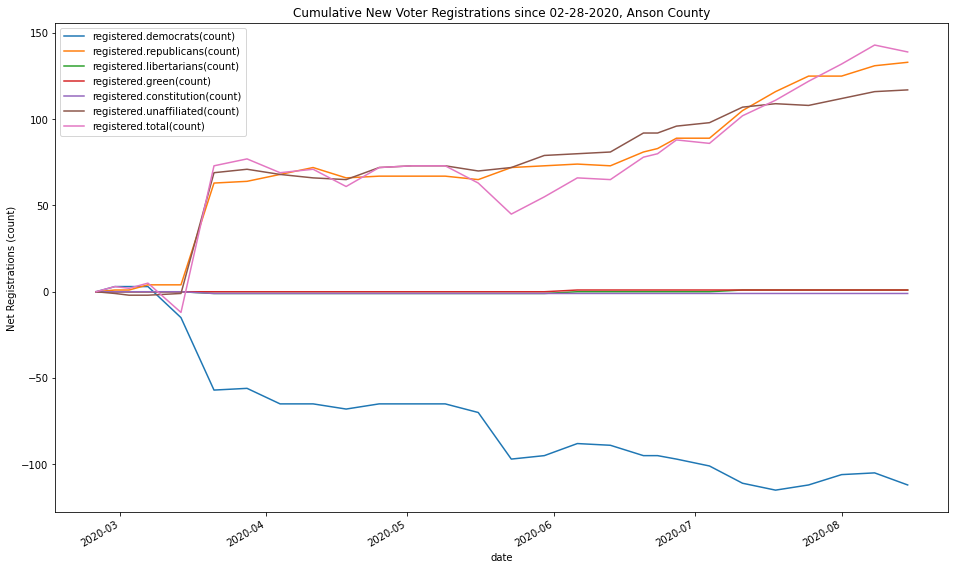 Cumulative New Voter Registrations since 02-28-2020, Anson County
registered.democrats(count)
registered.republicans(count)
registered.libertarians(count)
registered.green(count)
registered.constitution(count)
registered.unaffiliated(count)
registered.total(count)
Net Registrations (count)
150
100
50
0
−50
−100
2020-03
2020-04
2020-05
2020-06
2020-07
2020-08
date